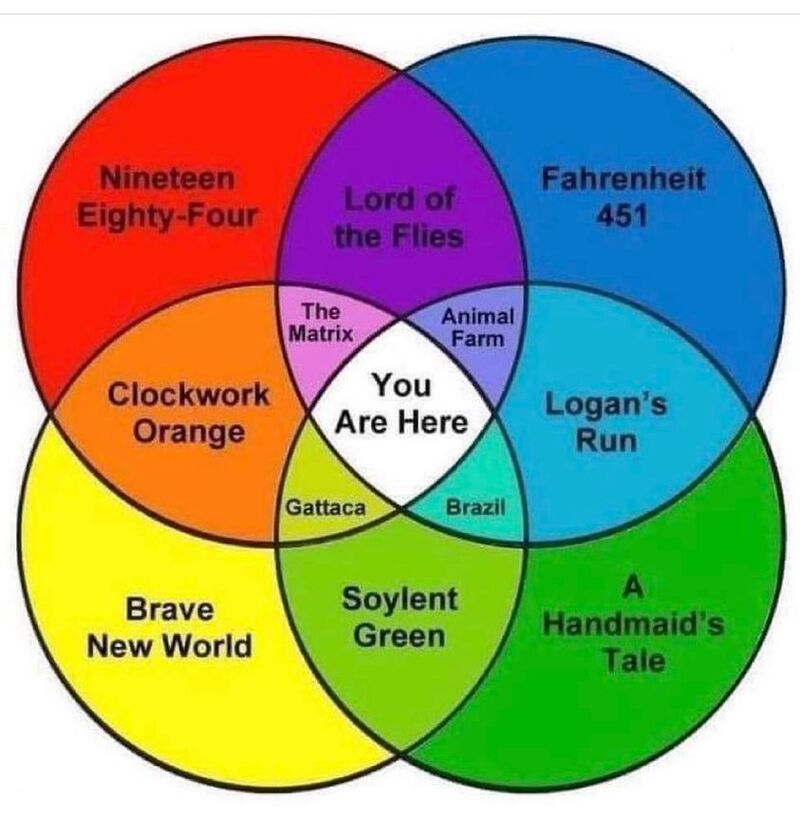 Nineteen
Eighty-Four
Lord of
the Flies
Fahrenheit
451
The
Matrix
Animal
Farm
Clockwork
Orange
You
Are Here
Logan's
Run
Gattaca
Brazil
Brave
New World
Soylent
Green
A
Handmaid's
Tale